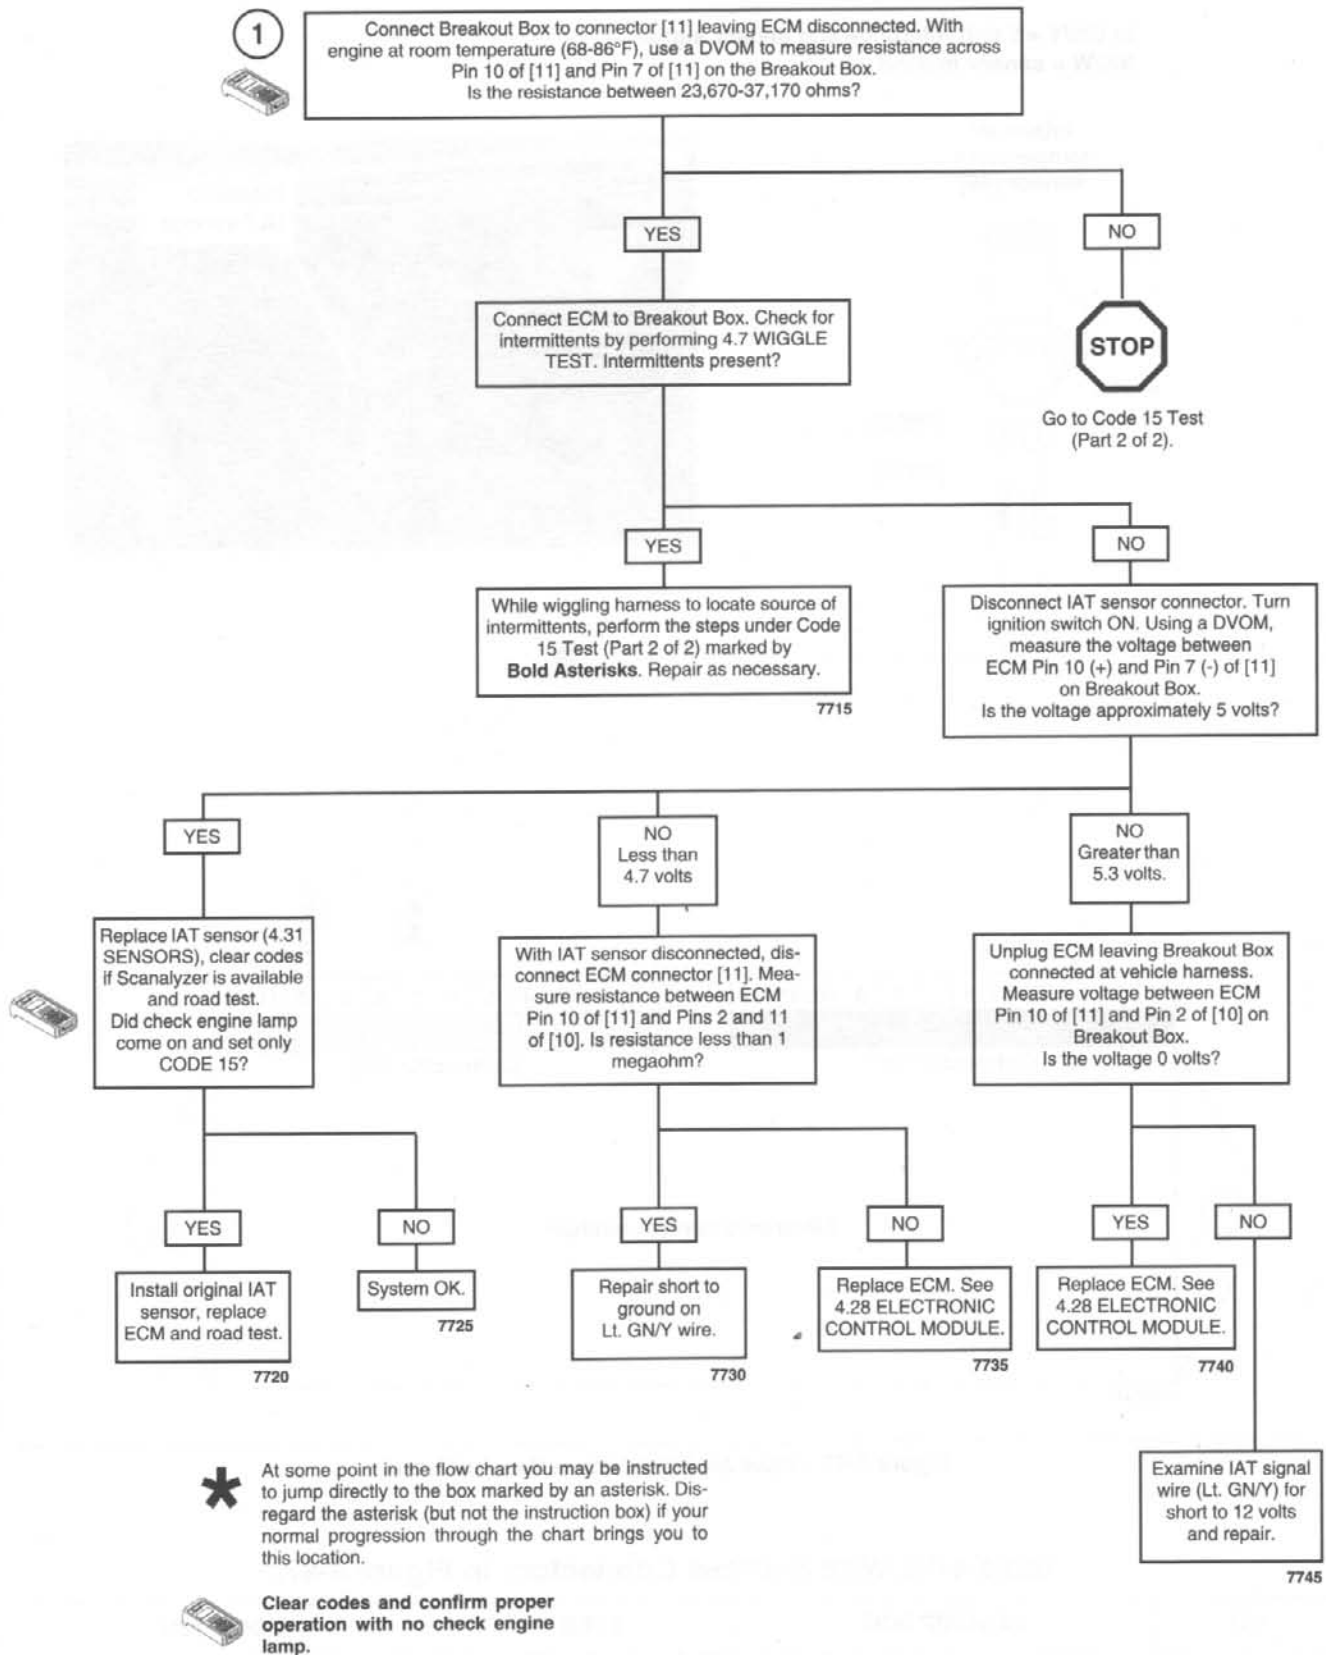 1
Connect Breakout Box to connector [11] leaving ECM disconnected. With
engine at room temperature (68-86°F), use a DVOM to measure resistance across
Pin 10 of [11] and Pin 7 of [11] on the Breakout Box.
Is the resistance between 23,670-37,170 ohms?
YES
NO
Connect ECM to Breakout Box. Check for
intermittents by performing 4.7 WIGGLE
TEST. Intermittents present?
STOP
Go to Code 15 Test
(Part 2 of 2).
YES
NO
While wiggling harness to locate source of
intermittents, perform the steps under Code
15 Test (Part 2 of 2) marked by
Bold Asterisks. Repair as necessary.
7715
Disconnect IAT sensor connector. Turn
ignition switch ON. Using a DVOM,
measure the voltage between
ECM Pin 10 (+) and Pin 7 (-) of [11]
on Breakout Box.
Is the voltage approximately 5 volts?
YES
NO
Less than
4.7 volts
NO
Greater than
5.3 volts.
Replace IAT sensor (4.31
SENSORS), clear codes
if Scanalyzer is available
and road test.
Did check engine lamp
come on and set only
CODE 15?
With IAT sensor disconnected, dis-
connect ECM connector [11]. Mea-
sure resistance between ECM
Pin 10 of [11] and Pins 2 and 11
of [10]. Is resistance less than 1
megaohm?
Unplug ECM leaving Breakout Box
connected at vehicle harness.
Measure voltage between ECM
Pin 10 of [11] and Pin 2 of [10] on
Breakout Box.
Is the voltage 0 volts?
YES
NO
YES
NO
YES
NO
Install original IAT
sensor, replace
ECM and road test.
7720
System OK.
7725
Repair short to
ground on
Lt. GN/Y wire.
7730
Replace ECM. See
4.28 ELECTRONIC
CONTROL MODULE.
7735
Replace ECM. See
4.28 ELECTRONIC
CONTROL MODULE.
7740
Examine IAT signal
wire (Lt. GN/Y) for
short to 12 volts
and repair.
7745
* At some point in the flow chart you may be instructed
to jump directly to the box marked by an asterisk. Dis-
regard the asterisk (but not the instruction box) if your
normal progression through the chart brings you to
this location.
Clear codes and confirm proper
operation with no check engine
lamp.